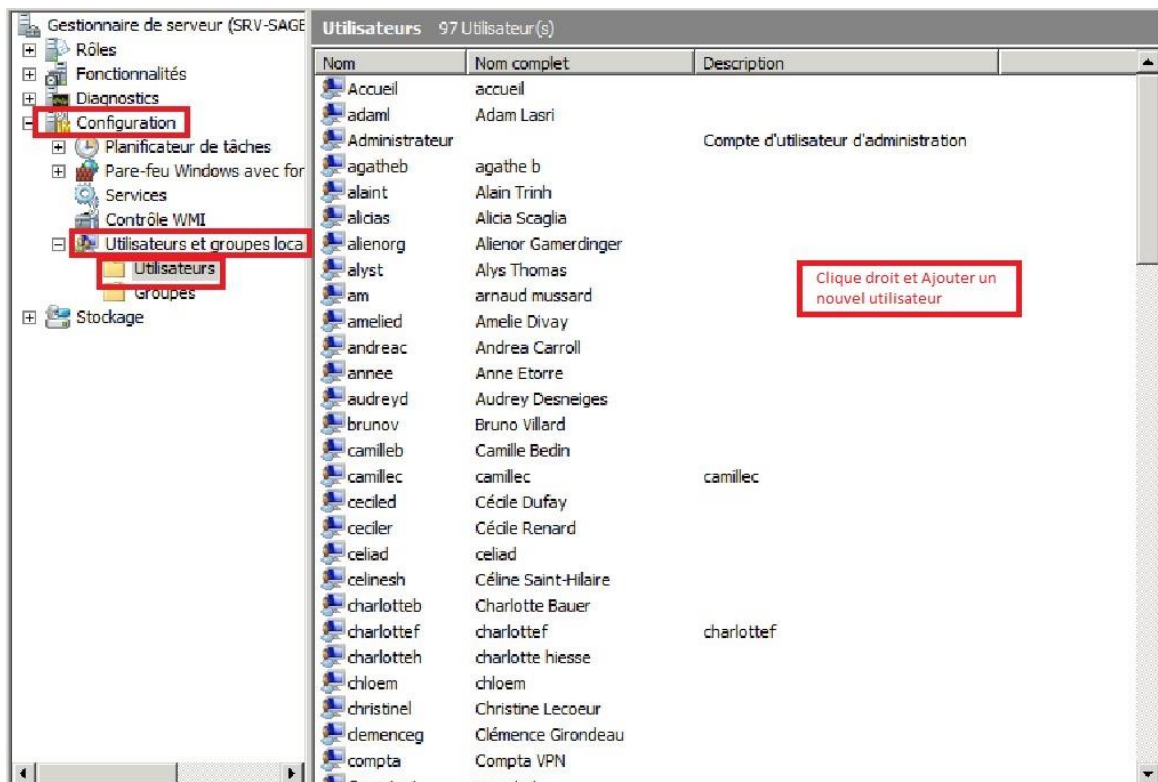 Gestionnaire de serveur (SRV-SAGE
Rôles
Fonctionnalités
Diagnostics
Configuration
Planificateur de tâches
Pare-feu Windows avec for
Services
Contrôle WMI
Utilisateurs et groupes loca
Utilisateurs
Groupes
Stockage
Utilisateurs 97 Utilisateur(s)
Nom Nom complet Description
Accueil accueil
adaml Adam Lasri
Administrateur Compte d'utilisateur d'administration
agatheb agathe b
alaint Alain Trinh
alicias Alicia Scaglia
alienorg Alienor Gamerdinger
alyst Alys Thomas
am arnaud mussard
amelied Amelie Divay
andreac Andrea Carroll
annee Anne Etorre
audreyd Audrey Desneiges
brunov Bruno Villard
camilleb Camille Bedin
camillec camillec camillec
ceciled Cécile Dufay
ceciler Cécile Renard
celiad celiad
celinesh Céline Saint-Hilaire
charlotteb Charlotte Bauer
charlottef charlottef charlottef
charlotteh charlotte hiesse
chloem chloem
christinel Christine Lecoeur
clemenceg Clémence Girondeau
compta Compta VPN
Clique droit et Ajouter un
nouvel utilisateur